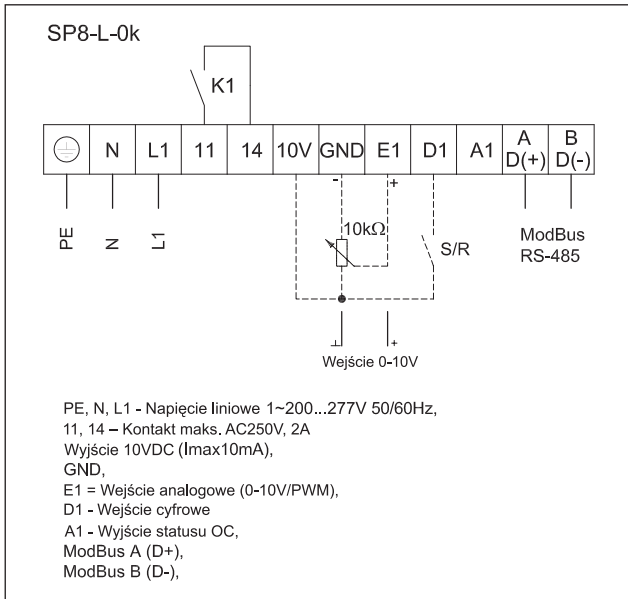 SP8-L-0k
K1
N L1 11 14 10V GND E1 D1 A1 A D(+) B D(-)
- +
PE N L1
10kΩ
S/R
ModBus
RS-485
⊥ +
Wejście 0-10V
PE, N, L1 - Napięcie liniowe 1~200...277V 50/60Hz,
11, 14 – Kontakt maks. AC250V, 2A
Wyjście 10VDC (Imax10mA),
GND,
E1 = Wejście analogowe (0-10V/PWM),
D1 - Wejście cyfrowe
A1 - Wyjście statusu OC,
ModBus A (D+),
ModBus B (D-),